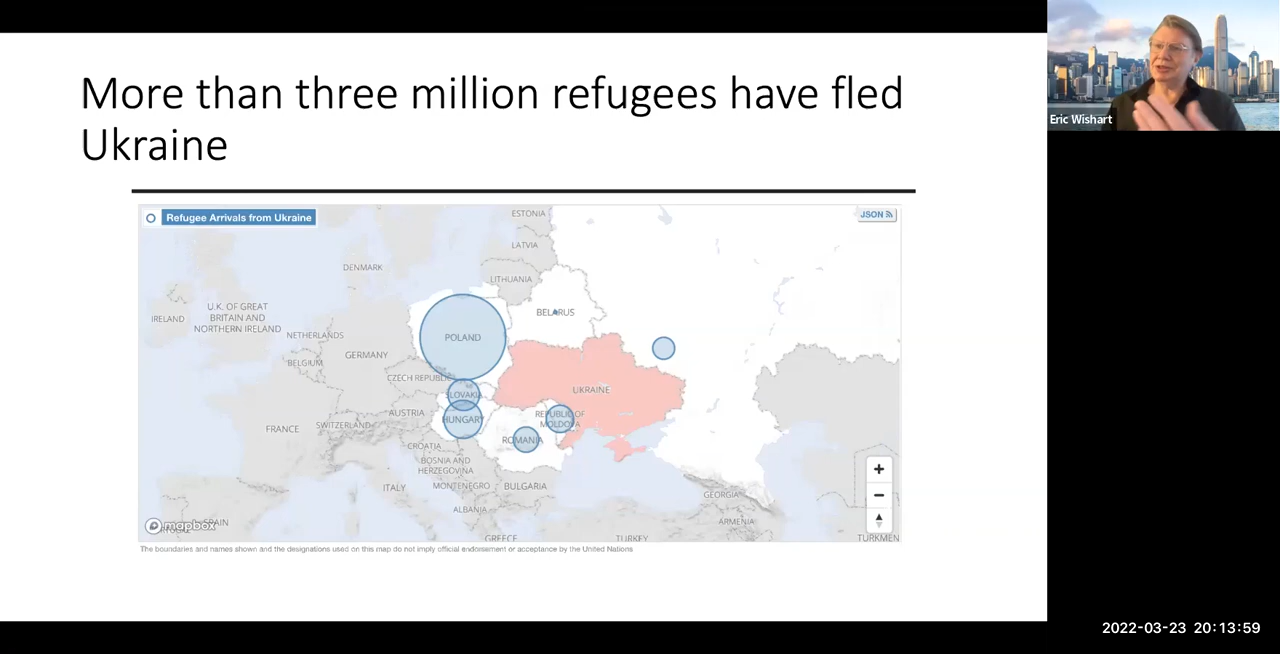 More than three million refugees have fled
Ukraine
Eric Wishart
Refugee Arrivals from Ukraine
JSON
ESTONIA
LATVIA
DENMARK
LITHUANIA
IRELAND
U.K. OF GREAT
BRITAIN AND
NORTHERN IRELAND
BELARUS
NETHERLANDS
POLAND
GERMANY
BELGIUM
CZECH REPUBLIC
UKRAINE
SLOVAKIA
AUSTRIA
HUNGARY
REPUBLIC OF
MOLDOVA
FRANCE
SWITZERLAND
ROMANIA
CROATIA
BOSNIA AND
HERZEGOVINA
ITALY
MONTENEGRO
BULGARIA
GEORGIA
ALBANIA
ARMENIA
mapbox
SPAIN
GREECE
TURKEY
TURKMEN
The boundaries and names shown and the designations used on this map do not imply official endorsement or acceptance by the United Nations
2022-03-23 20:13:59